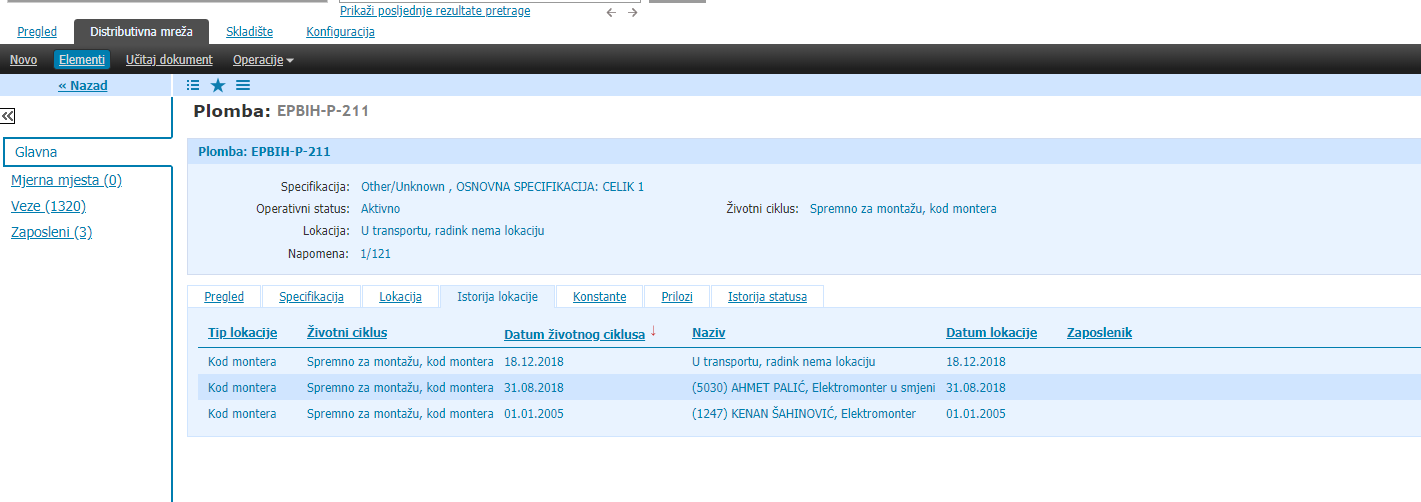 Prikaži posljednje rezultate pretrage
Pregled Distributivna mreža Skladište Konfiguracija
Novo Elementi Učitaj dokument Operacije
« Nazad
Plomba: EPBIH-P-211
Glavna
Mjerna mjesta (0)
Veze (1320)
Zaposleni (3)
Plomba: EPBIH-P-211
Specifikacija: Other/Unknown , OSNOVNA SPECIFIKACIJA: CELIK 1
Operativni status: Aktivno Životni ciklus: Spremno za montažu, kod montera
Lokacija: U transportu, radink nema lokaciju
Napomena: 1/121
Pregled Specifikacija Lokacija Istorija lokacije Konstante Prilozi Istorija statusa
Tip lokacije Životni ciklus Datum životnog ciklusa ↓ Naziv Datum lokacije Zaposlenik
Kod montera Spremno za montažu, kod montera 18.12.2018 U transportu, radink nema lokaciju 18.12.2018
Kod montera Spremno za montažu, kod montera 31.08.2018 (5030) AHMET PALIĆ, Elektromonter u smjeni 31.08.2018
Kod montera Spremno za montažu, kod montera 01.01.2005 (1247) KENAN ŠAHINOVIĆ, Elektromonter 01.01.2005